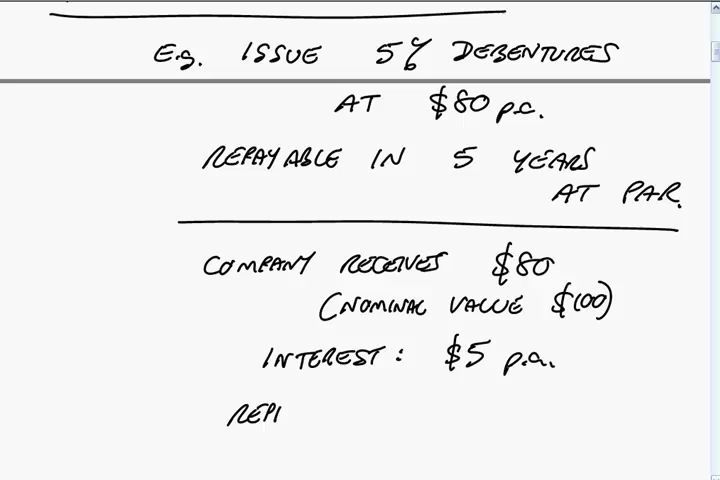 E.g. ISSUE 5% DEBENTURES
AT $80 p.c.
REPAYABLE IN 5 YEARS
AT PAR.
COMPANY RECEIVES $80
(NOMINAL VALUE $100)
INTEREST: $5 p.a.
REPI